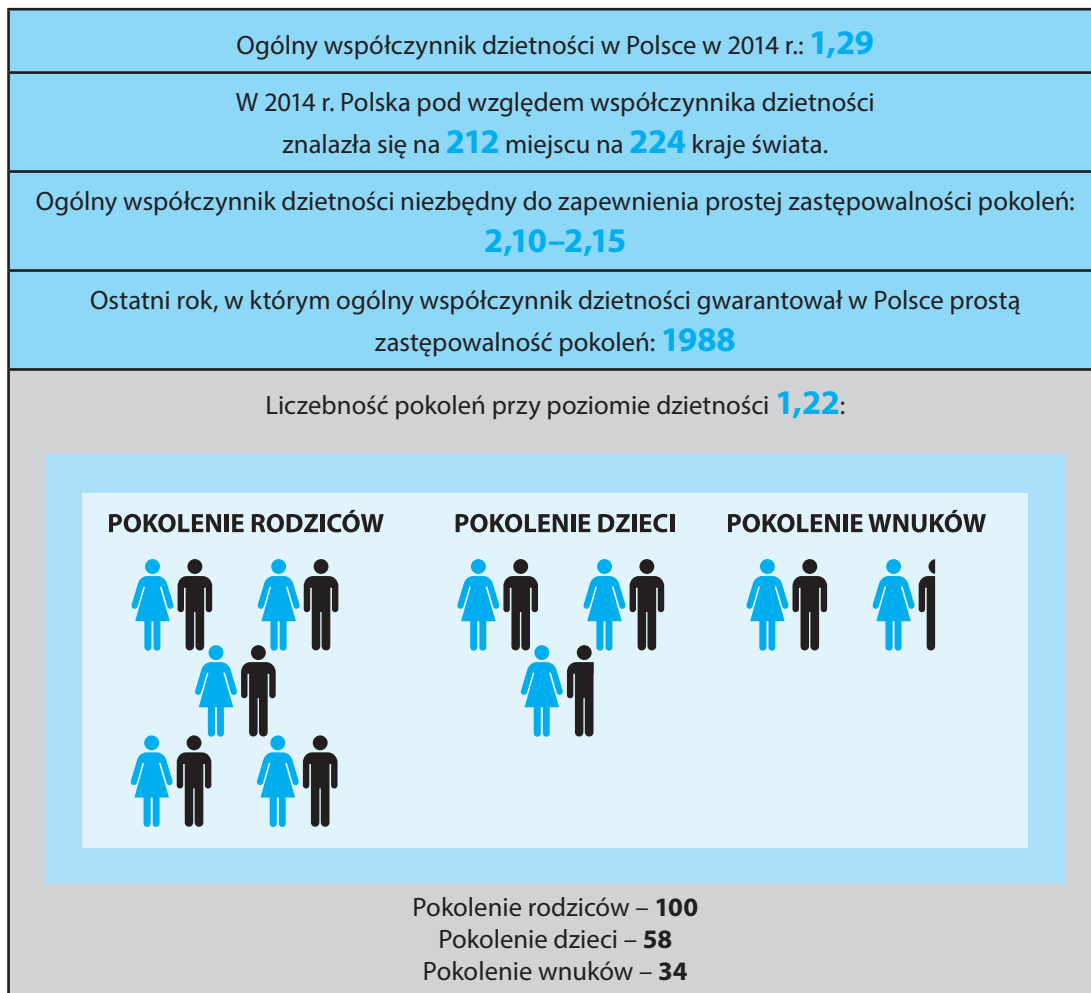 Ogólny współczynnik dzietności w Polsce w 2014 r.: 1,29
W 2014 r. Polska pod względem współczynnika dzietności
znalazła się na 212 miejscu na 224 kraje świata.
Ogólny współczynnik dzietności niezbędny do zapewnienia prostej zastępowalności pokoleń:
2,10–2,15
Ostatni rok, w którym ogólny współczynnik dzietności gwarantował w Polsce prostą
zastępowalność pokoleń: 1988
Liczebność pokoleń przy poziomie dzietności 1,22:
POKOLENIE RODZICÓW
POKOLENIE DZIECI
POKOLENIE WNUKÓW
Pokolenie rodziców – 100
Pokolenie dzieci – 58
Pokolenie wnuków – 34